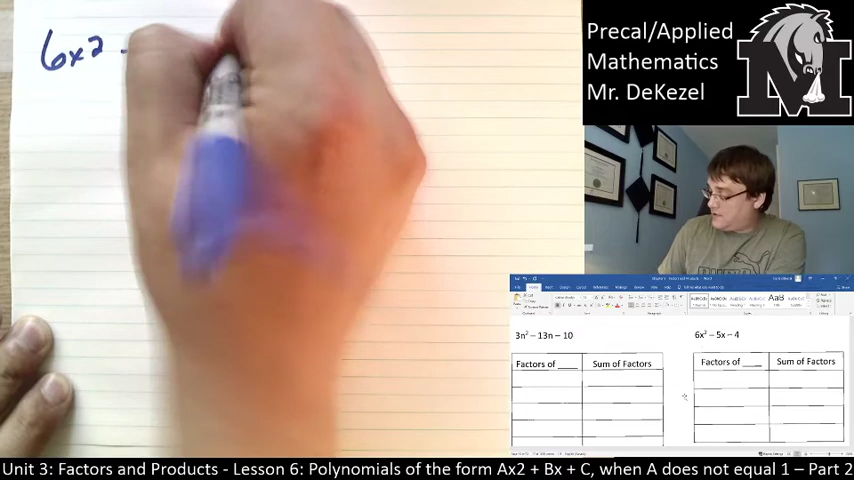 6x2 -
Precal/Applied
Mathematics
Mr. DeKezel
M
3n² – 13n – 10
6x² – 5x – 4
Factors of ____ Sum of Factors
Factors of ____ Sum of Factors
Unit 3: Factors and Products - Lesson 6: Polynomials of the form Ax2 + Bx + C, when A does not equal 1 – Part 2